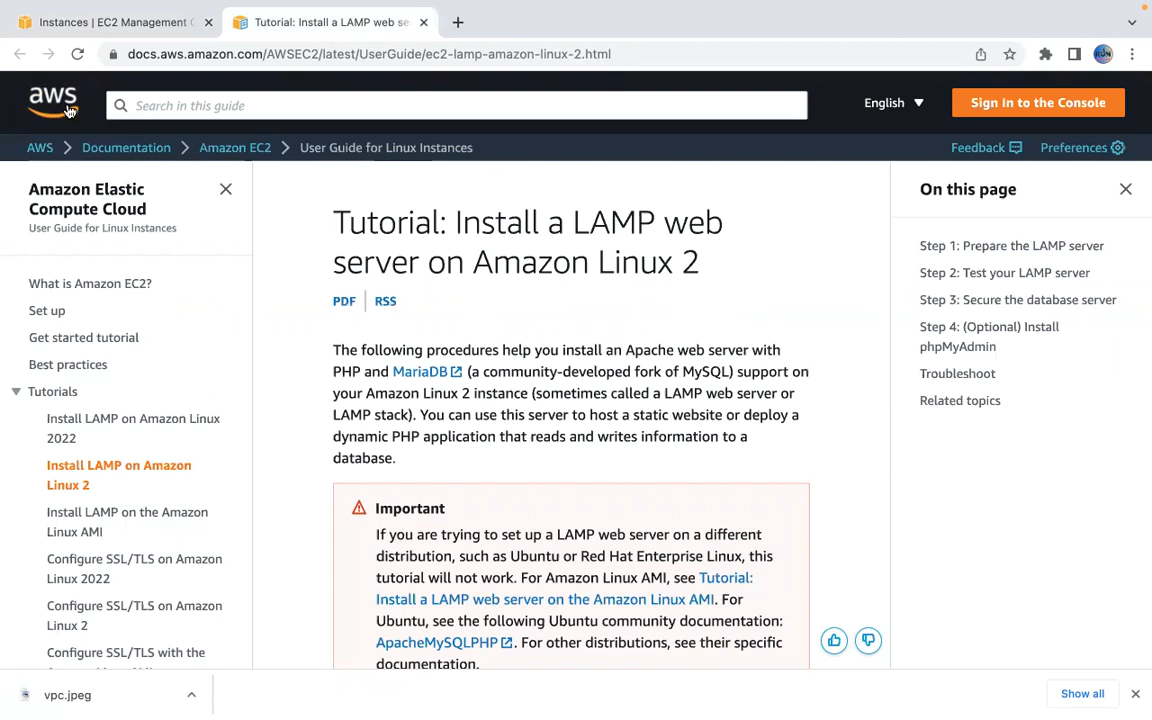 Instances | EC2 Management C
Tutorial: Install a LAMP web se
docs.aws.amazon.com/AWSEC2/latest/UserGuide/ec2-lamp-amazon-linux-2.html
aws
Search in this guide
English
Sign In to the Console
AWS
Documentation
Amazon EC2
User Guide for Linux Instances
Feedback
Preferences
Amazon Elastic
Compute Cloud
User Guide for Linux Instances
What is Amazon EC2?
Set up
Get started tutorial
Best practices
Tutorials
Install LAMP on Amazon Linux
2022
Install LAMP on Amazon
Linux 2
Install LAMP on the Amazon
Linux AMI
Configure SSL/TLS on Amazon
Linux 2022
Configure SSL/TLS on Amazon
Linux 2
Configure SSL/TLS with the
Tutorial: Install a LAMP web
server on Amazon Linux 2
PDF
RSS
The following procedures help you install an Apache web server with
PHP and MariaDB (a community-developed fork of MySQL) support on
your Amazon Linux 2 instance (sometimes called a LAMP web server or
LAMP stack). You can use this server to host a static website or deploy a
dynamic PHP application that reads and writes information to a
database.
Important
If you are trying to set up a LAMP web server on a different
distribution, such as Ubuntu or Red Hat Enterprise Linux, this
tutorial will not work. For Amazon Linux AMI, see Tutorial:
Install a LAMP web server on the Amazon Linux AMI. For
Ubuntu, see the following Ubuntu community documentation:
ApacheMySQLPHP. For other distributions, see their specific
documentation.
On this page
Step 1: Prepare the LAMP server
Step 2: Test your LAMP server
Step 3: Secure the database server
Step 4: (Optional) Install
phpMyAdmin
Troubleshoot
Related topics
vpc.jpeg
Show all